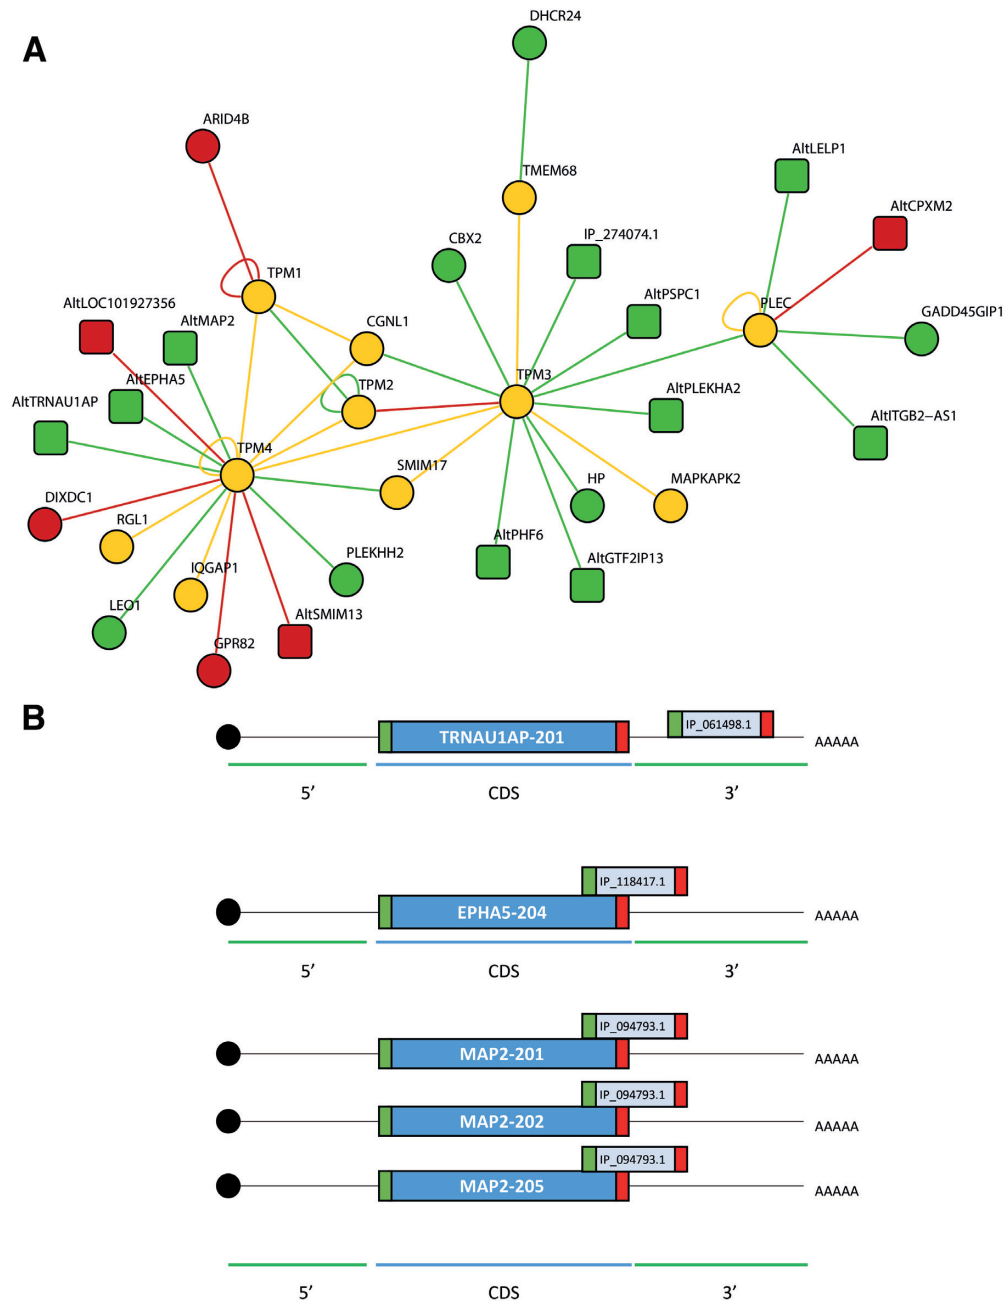 A
DHCR24
ARID4B
AltLELP1
TMEM68
AltCPXM2
CBX2
IP_274074.1
TPM1
AltLOC101927356
AltPSPC1
PLEC
GADD45GIP1
AltMAP2
CGNL1
TPM3
AltEPHA5
TPM2
AltPLEKHA2
AltTRNAU1AP
AltITGB2–AS1
TPM4
SMIM17
HP
MAPKAPK2
DIXDC1
RGL1
AltPHF6
PLEKHH2
AltGTF2IP13
IQGAP1
LEO1
AltSMIM13
GPR82
B
TRNAU1AP-201
IP_061498.1
AAAAA
5’ CDS 3’
IP_118417.1
EPHA5-204
AAAAA
5’ CDS 3’
IP_094793.1
MAP2-201
AAAAA
IP_094793.1
MAP2-202
AAAAA
IP_094793.1
MAP2-205
AAAAA
5’ CDS 3’